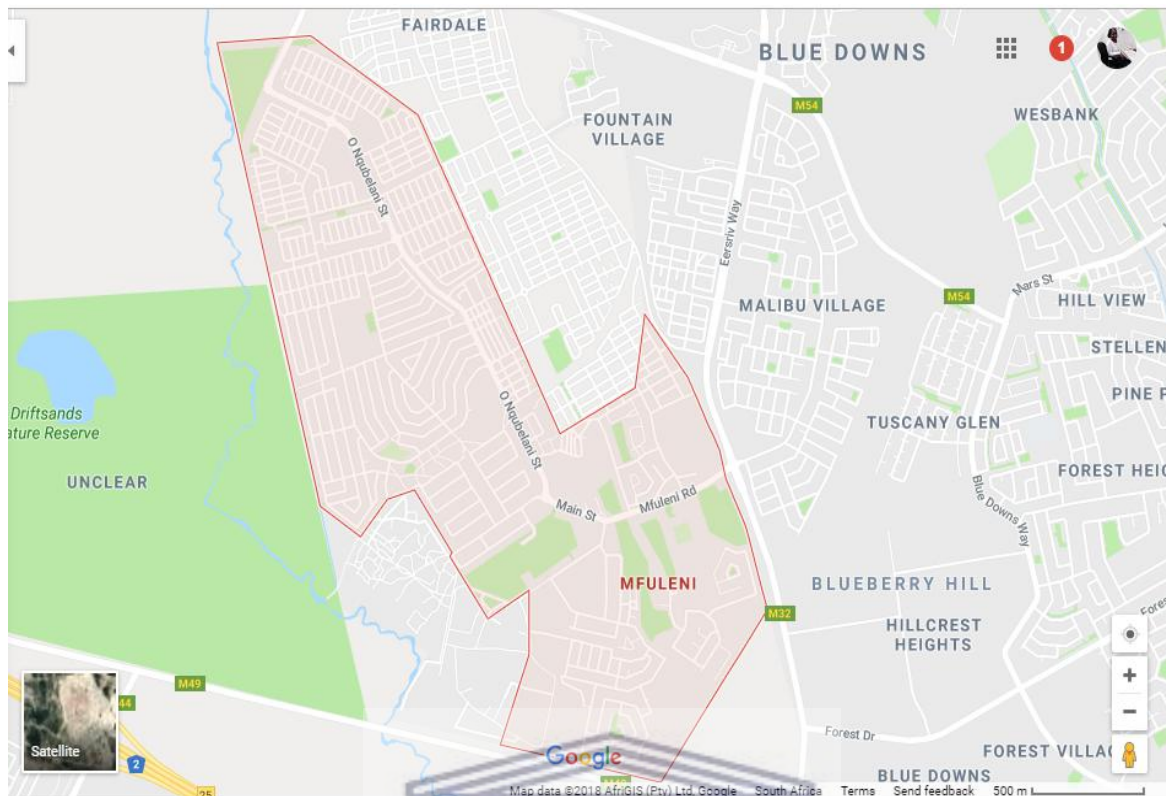 FAIRDALE
BLUE DOWNS
1
M54
WESBANK
FOUNTAIN
VILLAGE
O Nqubelani St
Eersriv Way
Mars St
M54
HILL VIEW
MALIBU VILLAGE
STELLEN
PINE P
Driftsands
ature Reserve
O Nqubelani St
TUSCANY GLEN
UNCLEAR
FOREST HEIG
Main St
Mfuleni Rd
Blue Downs Way
MFULENI
BLUEBERRY HILL
M32
Fores
HILLCREST
HEIGHTS
M49
44
Satellite
2
25
Google
Forest Dr
FOREST VILLAG
BLUE DOWNS
Map data ©2018 AfriGIS (Pty) Ltd, Google South Africa Terms Send feedback 500 m